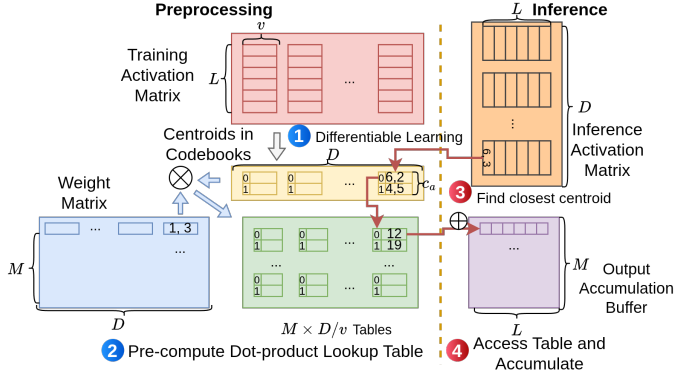 Preprocessing
Inference
v
L
Training
Activation
Matrix
L
...
D
Inference
Activation
Matrix
...
6, 3
1 Differentiable Learning
Centroids in
Codebooks
D
0
1
0
1
...
0 6,2
1 4,5
c_a
3 Find closest centroid
Weight
Matrix
... 1, 3
...
M
D
0
1
0
1
...
0 12
1 19
...
...
0
1
0
1
...
0
1
M × D/v Tables
...
M
L
Output
Accumulation
Buffer
2 Pre-compute Dot-product Lookup Table
4 Access Table and
Accumulate